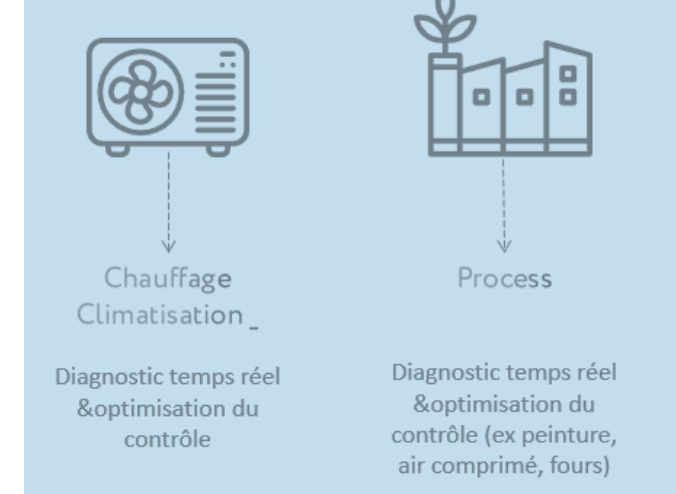 Chauffage
Climatisation _
Diagnostic temps réel
&optimisation du
contrôle
Process
Diagnostic temps réel
&optimisation du
contrôle (ex peinture,
air comprimé, fours)